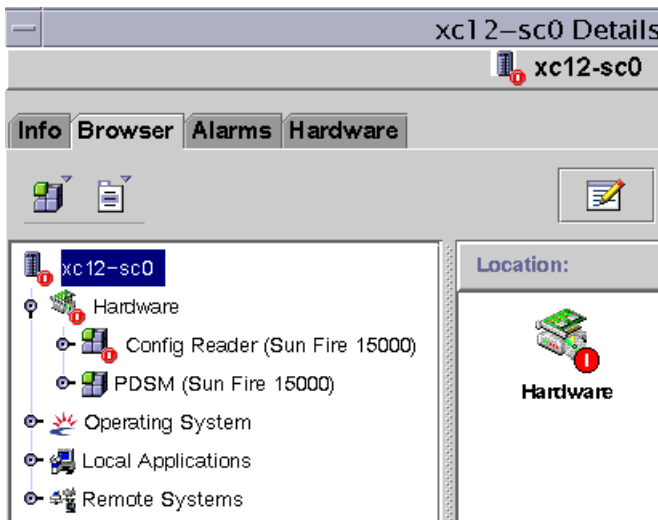 xc12-sc0 Details
xc12-sc0
Info Browser Alarms Hardware
xc12-sc0
Location:
Hardware
Config Reader (Sun Fire 15000)
PDSM (Sun Fire 15000)
Hardware
Operating System
Local Applications
Remote Systems